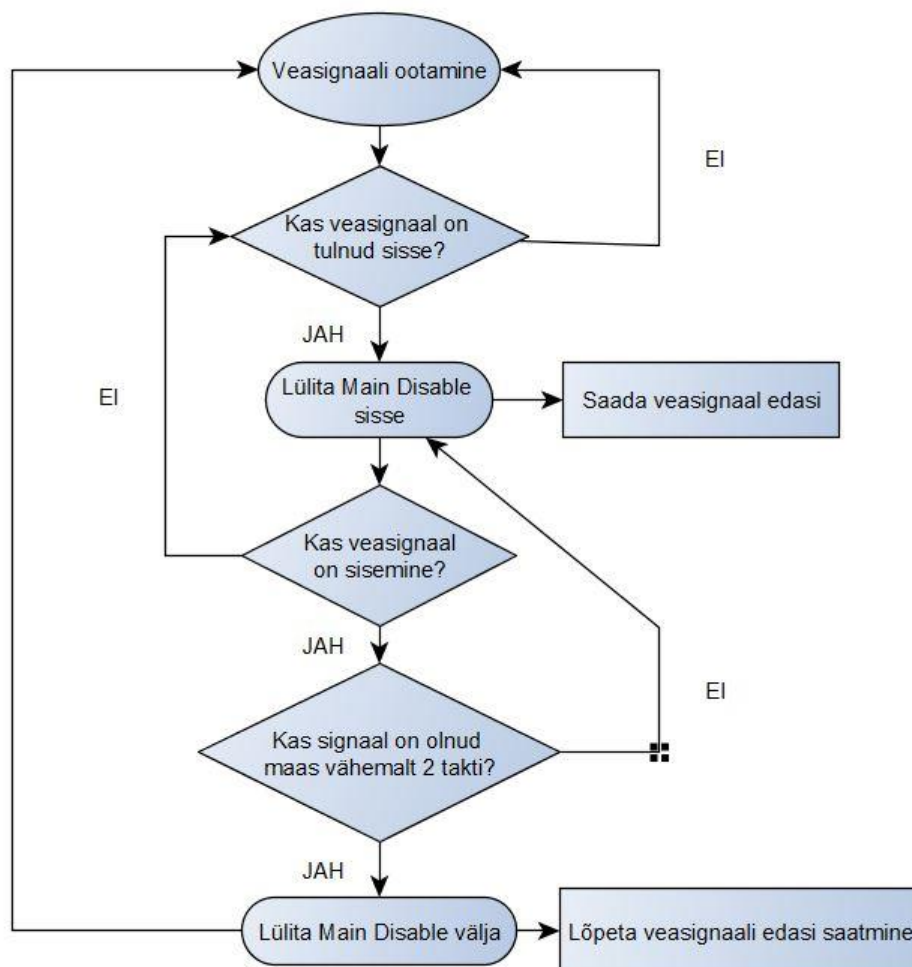 Veasignaali ootamine
EI
Kas veasignaal on
tulnud sisse?
JAH
EI
Lülita Main Disable
sisse
Saada veasignaal edasi
Kas veasignaal
on sisemine?
JAH
EI
Kas signaal on olnud
maas vähemalt 2 takti?
JAH
Lülita Main Disable välja
Lõpeta veasignaali edasi saatmine